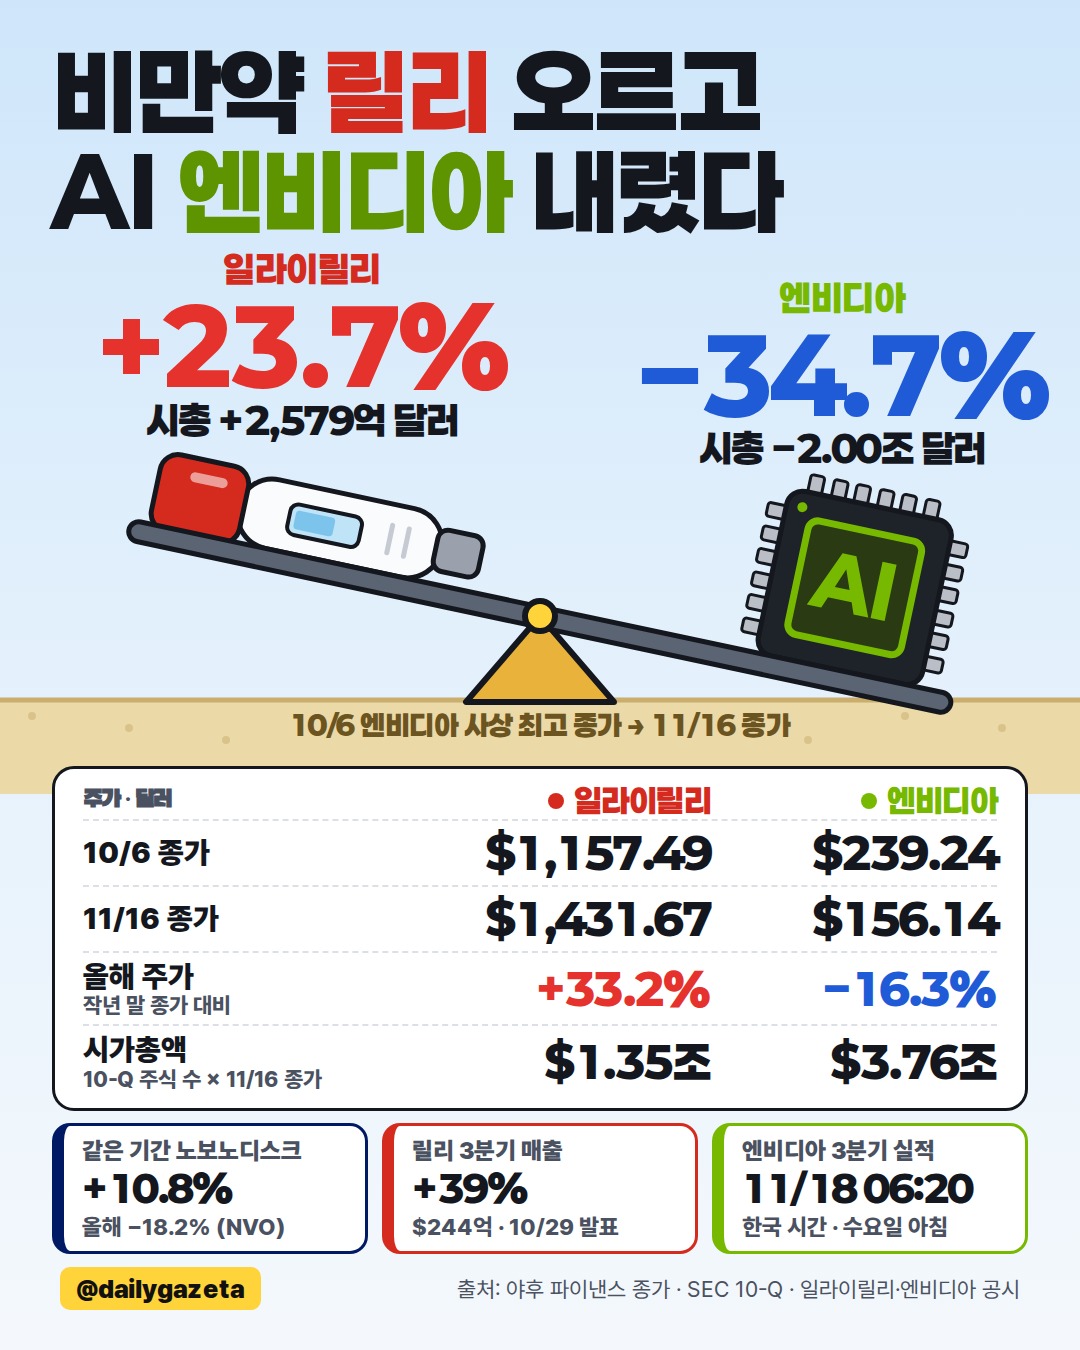 비만약 릴리 오르고
AI 엔비디아 내렸다
일라이릴리
+23.7%
시총 +2,579억 달러
엔비디아
−34.7%
시총 −2.00조 달러
AI
10/6 엔비디아 사상 최고 종가 → 11/16 종가
주가 · 달러 ● 일라이릴리 ● 엔비디아
10/6 종가 $1,157.49 $239.24
11/16 종가 $1,431.67 $156.14
올해 주가 +33.2% −16.3%
작년 말 종가 대비
시가총액 $1.35조 $3.76조
10-Q 주식 수 × 11/16 종가
같은 기간 노보노디스크
+10.8%
올해 −18.2% (NVO)
릴리 3분기 매출
+39%
$244억 · 10/29 발표
엔비디아 3분기 실적
11/18 06:20
한국 시간 · 수요일 아침
@dailygazeta
출처: 야후 파이낸스 종가 · SEC 10-Q · 일라이릴리·엔비디아 공시